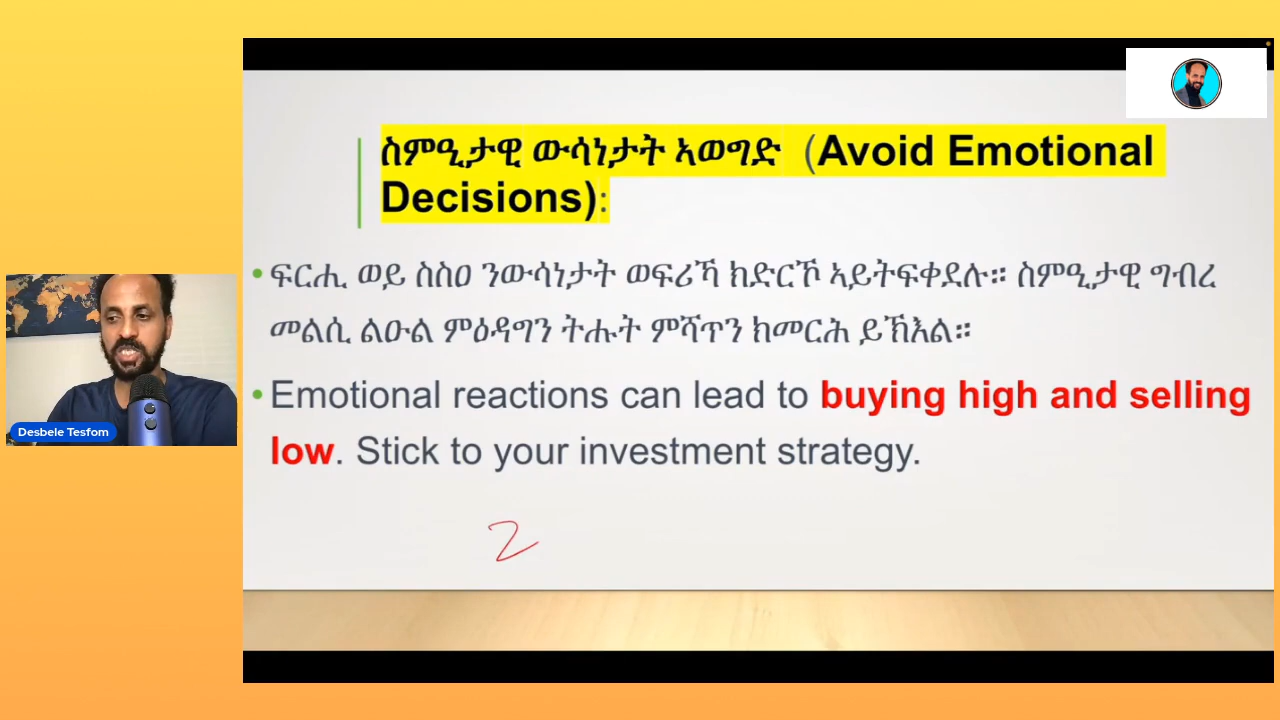 ስምዒታዊ ውሳነታት ኣወግድ (Avoid Emotional
Decisions):
• ፍርሒ ወይ ስስዐ ንውሳነታት ወፍሪኻ ክድርኾ ኣይትፍቀደሉ። ስምዒታዊ ግብረ
መልሲ ልዑል ምዕዳግን ትሑት ምሻጥን ክመርሕ ይኽእል።
• Emotional reactions can lead to buying high and selling
low. Stick to your investment strategy.
2
Desbele Tesfom